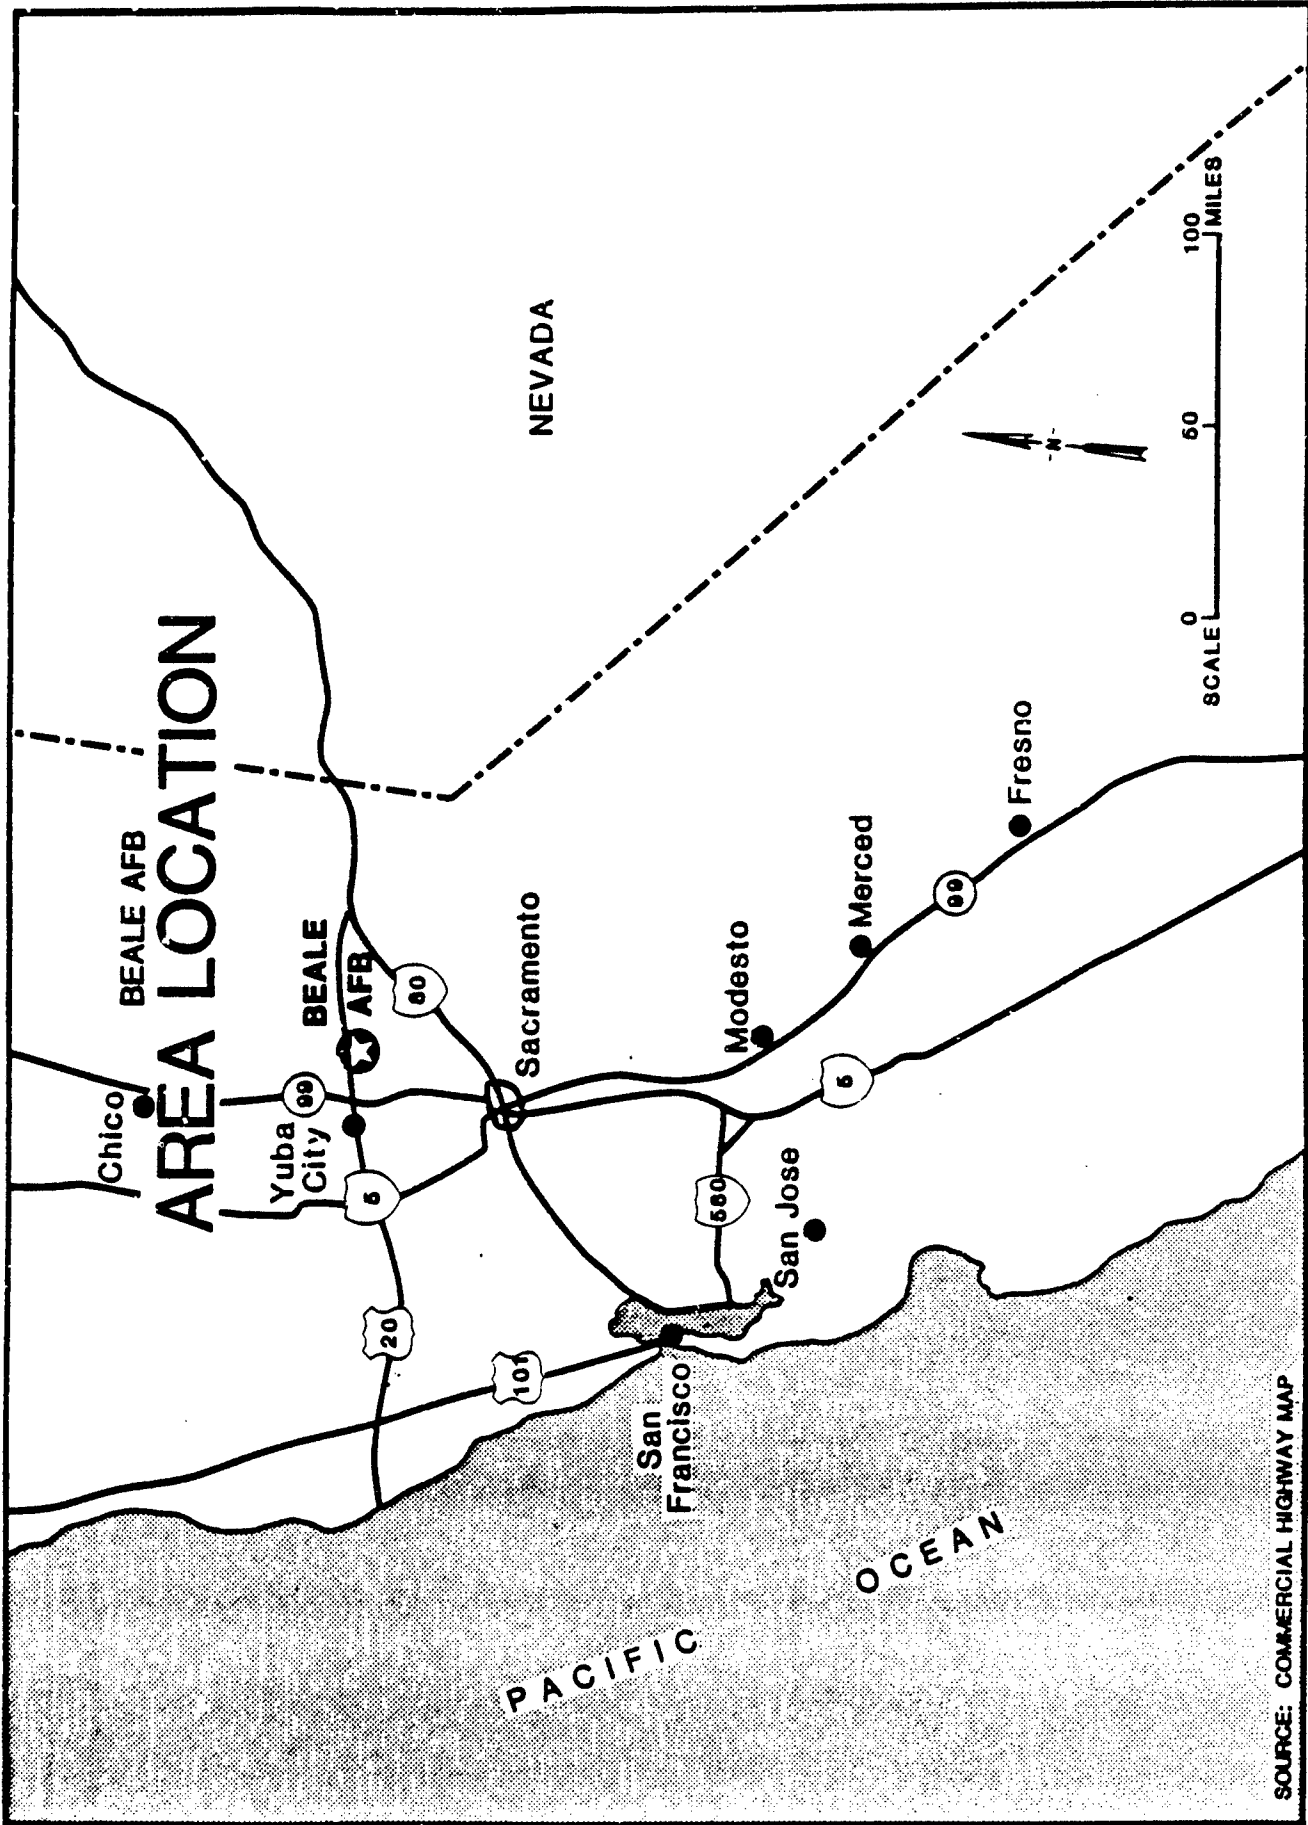 BEALE AFB
AREA LOCATION
Chico
99
Yuba
City
BEALE
AFB
5
80
20
101
Sacramento
NEVADA
San
Francisco
580
San Jose
Modesto
5
Merced
99
Fresno
PACIFIC
OCEAN
N
0 50 100
SCALE MILES
SOURCE: COMMERCIAL HIGHWAY MAP